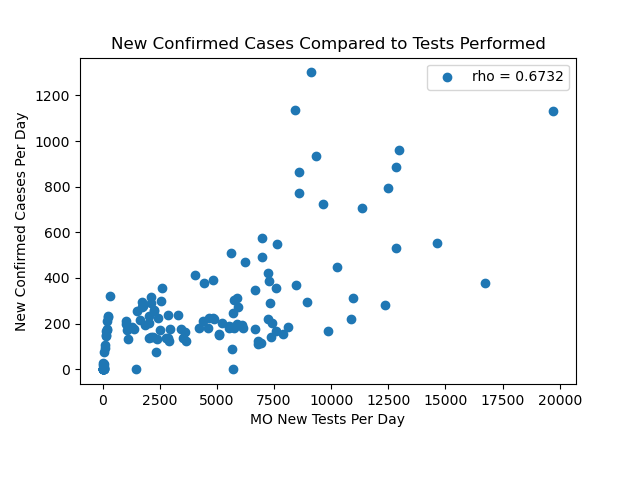 New Confirmed Cases Compared to Tests Performed
rho = 0.6732
New Confirmed Caeses Per Day
1200
1000
800
600
400
200
0
0 2500 5000 7500 10000 12500 15000 17500 20000
MO New Tests Per Day